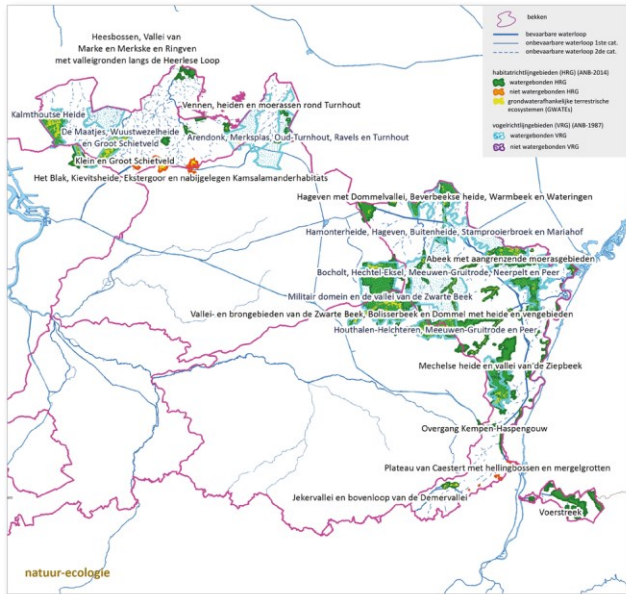 bekken
bevaarbare waterloop
onbevaarbare waterloop 1ste cat.
onbevaarbare waterloop 2de cat.
habitatrichtlijngebieden (HRG) (ANB-2014)
watergebonden HRG
niet watergebonden HRG
grondwaterafhankelijke terrestrische
ecosystemen (GWATEs)
vogelrichtlijngebieden (VRG) (ANB-1987)
watergebonden VRG
niet watergebonden VRG
Heesbossen, Vallei van
Marke en Merkske en Ringven
met valleigronden langs de Heerlese Loop
Vennen, heiden en moerassen rond Turnhout
Kalmthoutse Heide
De Maatjes, Wuustwezelheide
en Groot Schietveld
Arendonk, Merksplas, Oud-Turnhout, Ravels en Turnhout
Klein en Groot Schietveld
Het Blak, Kievitsheide, Ekstergoor en nabijgelegen Kamsalamanderhabitats
Hageven met Dommelvallei, Beverbeekse heide, Warmbeek en Wateringen
Hamonterheide, Hageven, Buitenheide, Stamprooierbroek en Mariahof
Abeek met aangrenzende moerasgebieden
Bocholt, Hechtel-Eksel, Meeuwen-Gruitrode, Neerpelt en Peer
Militair domein en de vallei van de Zwarte Beek
Vallei- en brongebieden van de Zwarte Beek, Bolisserbeek en Dommel met heide en vengebieden
Houthalen-Helchteren, Meeuwen-Gruitrode en Peer
Mechelse heide en vallei van de Ziepbeek
Overgang Kempen-Haspengouw
Plateau van Caestert met hellingbossen en mergelgrotten
Jekervallei en bovenloop van de Demervallei
Voerstreek
natuur-ecologie